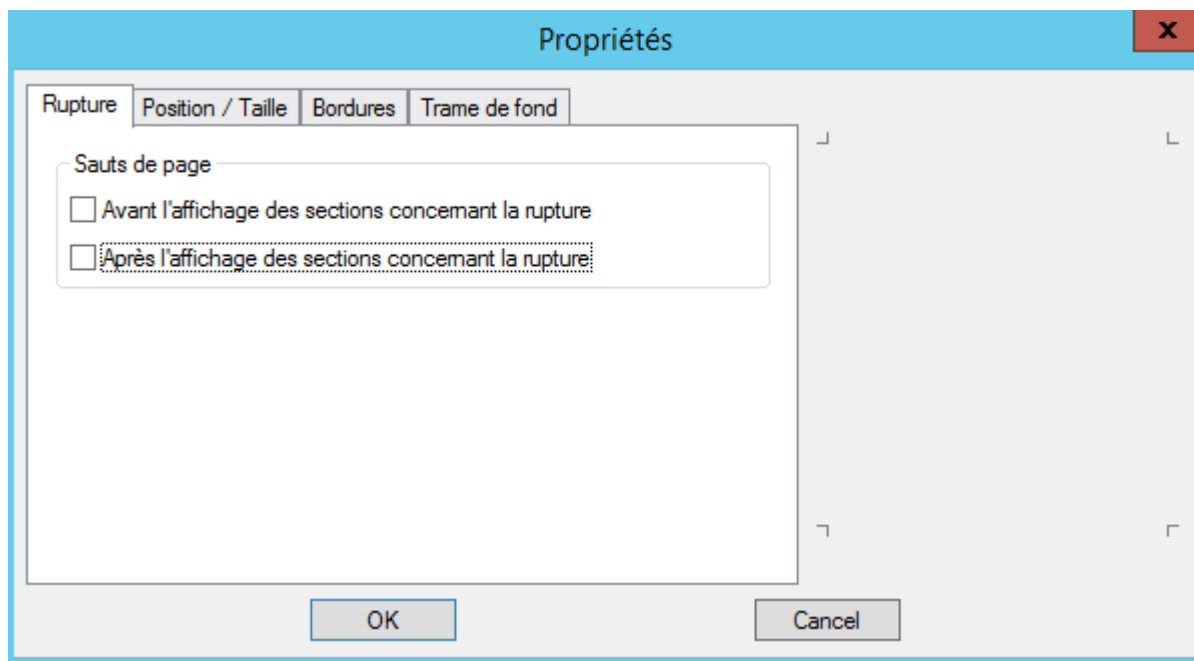 Propriétés
x
Rupture Position / Taille Bordures Trame de fond
Sauts de page
Avant l'affichage des sections concernant la rupture
Après l'affichage des sections concernant la rupture
OK Cancel